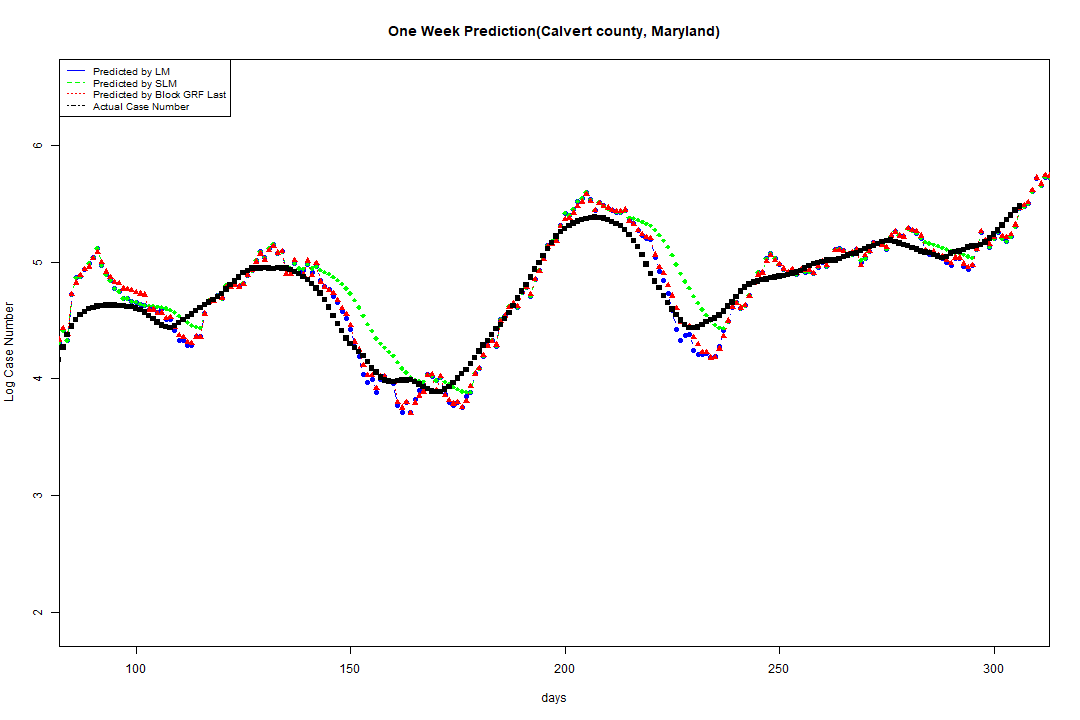 One Week Prediction(Calvert county, Maryland)
Predicted by LM
Predicted by SLM
Predicted by Block GRF Last
Actual Case Number
6
5
4
3
2
Log Case Number
100 150 200 250 300
days